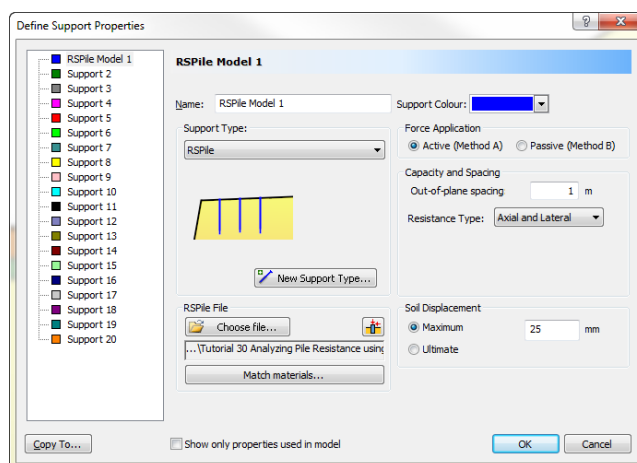 Define Support Properties
RSPile Model 1
Support 2
Support 3
Support 4
Support 5
Support 6
Support 7
Support 8
Support 9
Support 10
Support 11
Support 12
Support 13
Support 14
Support 15
Support 16
Support 17
Support 18
Support 19
Support 20
RSPile Model 1
Name: RSPile Model 1 Support Colour:
Support Type:
RSPile
New Support Type...
Force Application
Active (Method A) Passive (Method B)
Capacity and Spacing
Out-of-plane spacing: 1 m
Resistance Type: Axial and Lateral
RSPile File
Choose file...
...\Tutorial 30 Analyzing Pile Resistance using
Match materials...
Soil Displacement
Maximum 25 mm
Ultimate
Copy To... Show only properties used in model OK Cancel